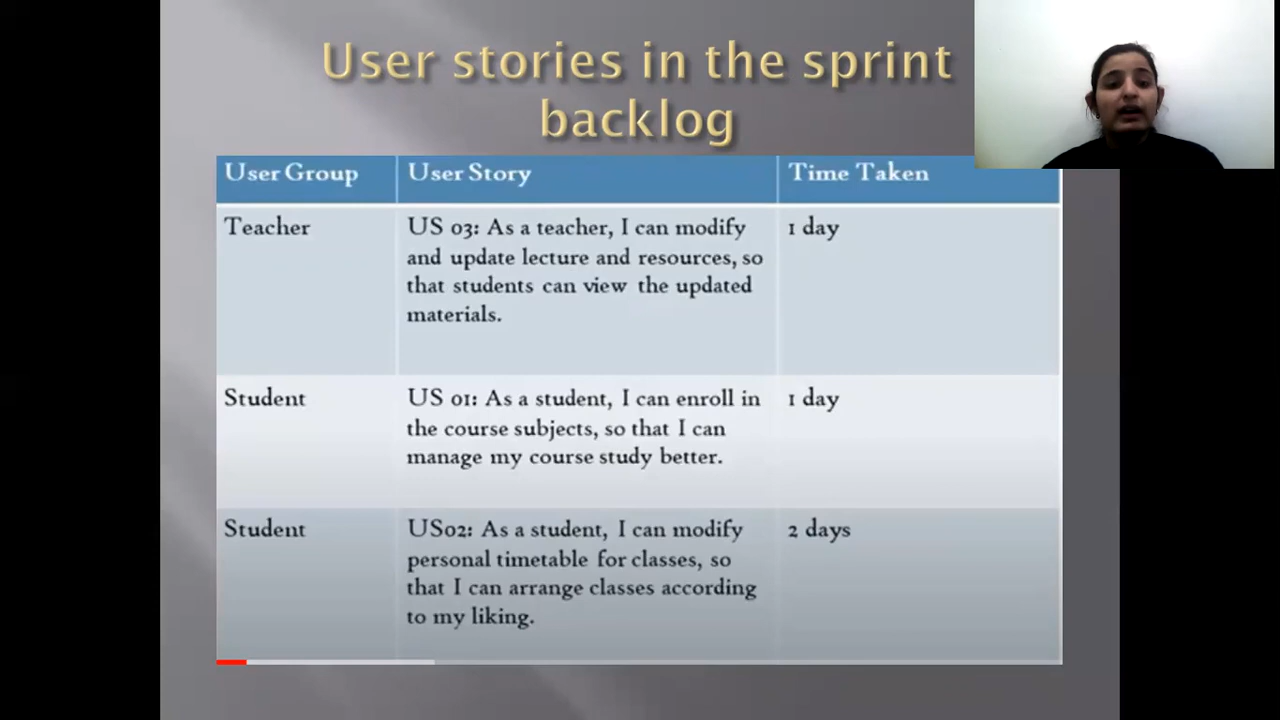 User stories in the sprint
backlog
User Group User Story Time Taken
Teacher US 03: As a teacher, I can modify 1 day
and update lecture and resources, so
that students can view the updated
materials.
Student US 01: As a student, I can enroll in 1 day
the course subjects, so that I can
manage my course study better.
Student US02: As a student, I can modify 2 days
personal timetable for classes, so
that I can arrange classes according
to my liking.